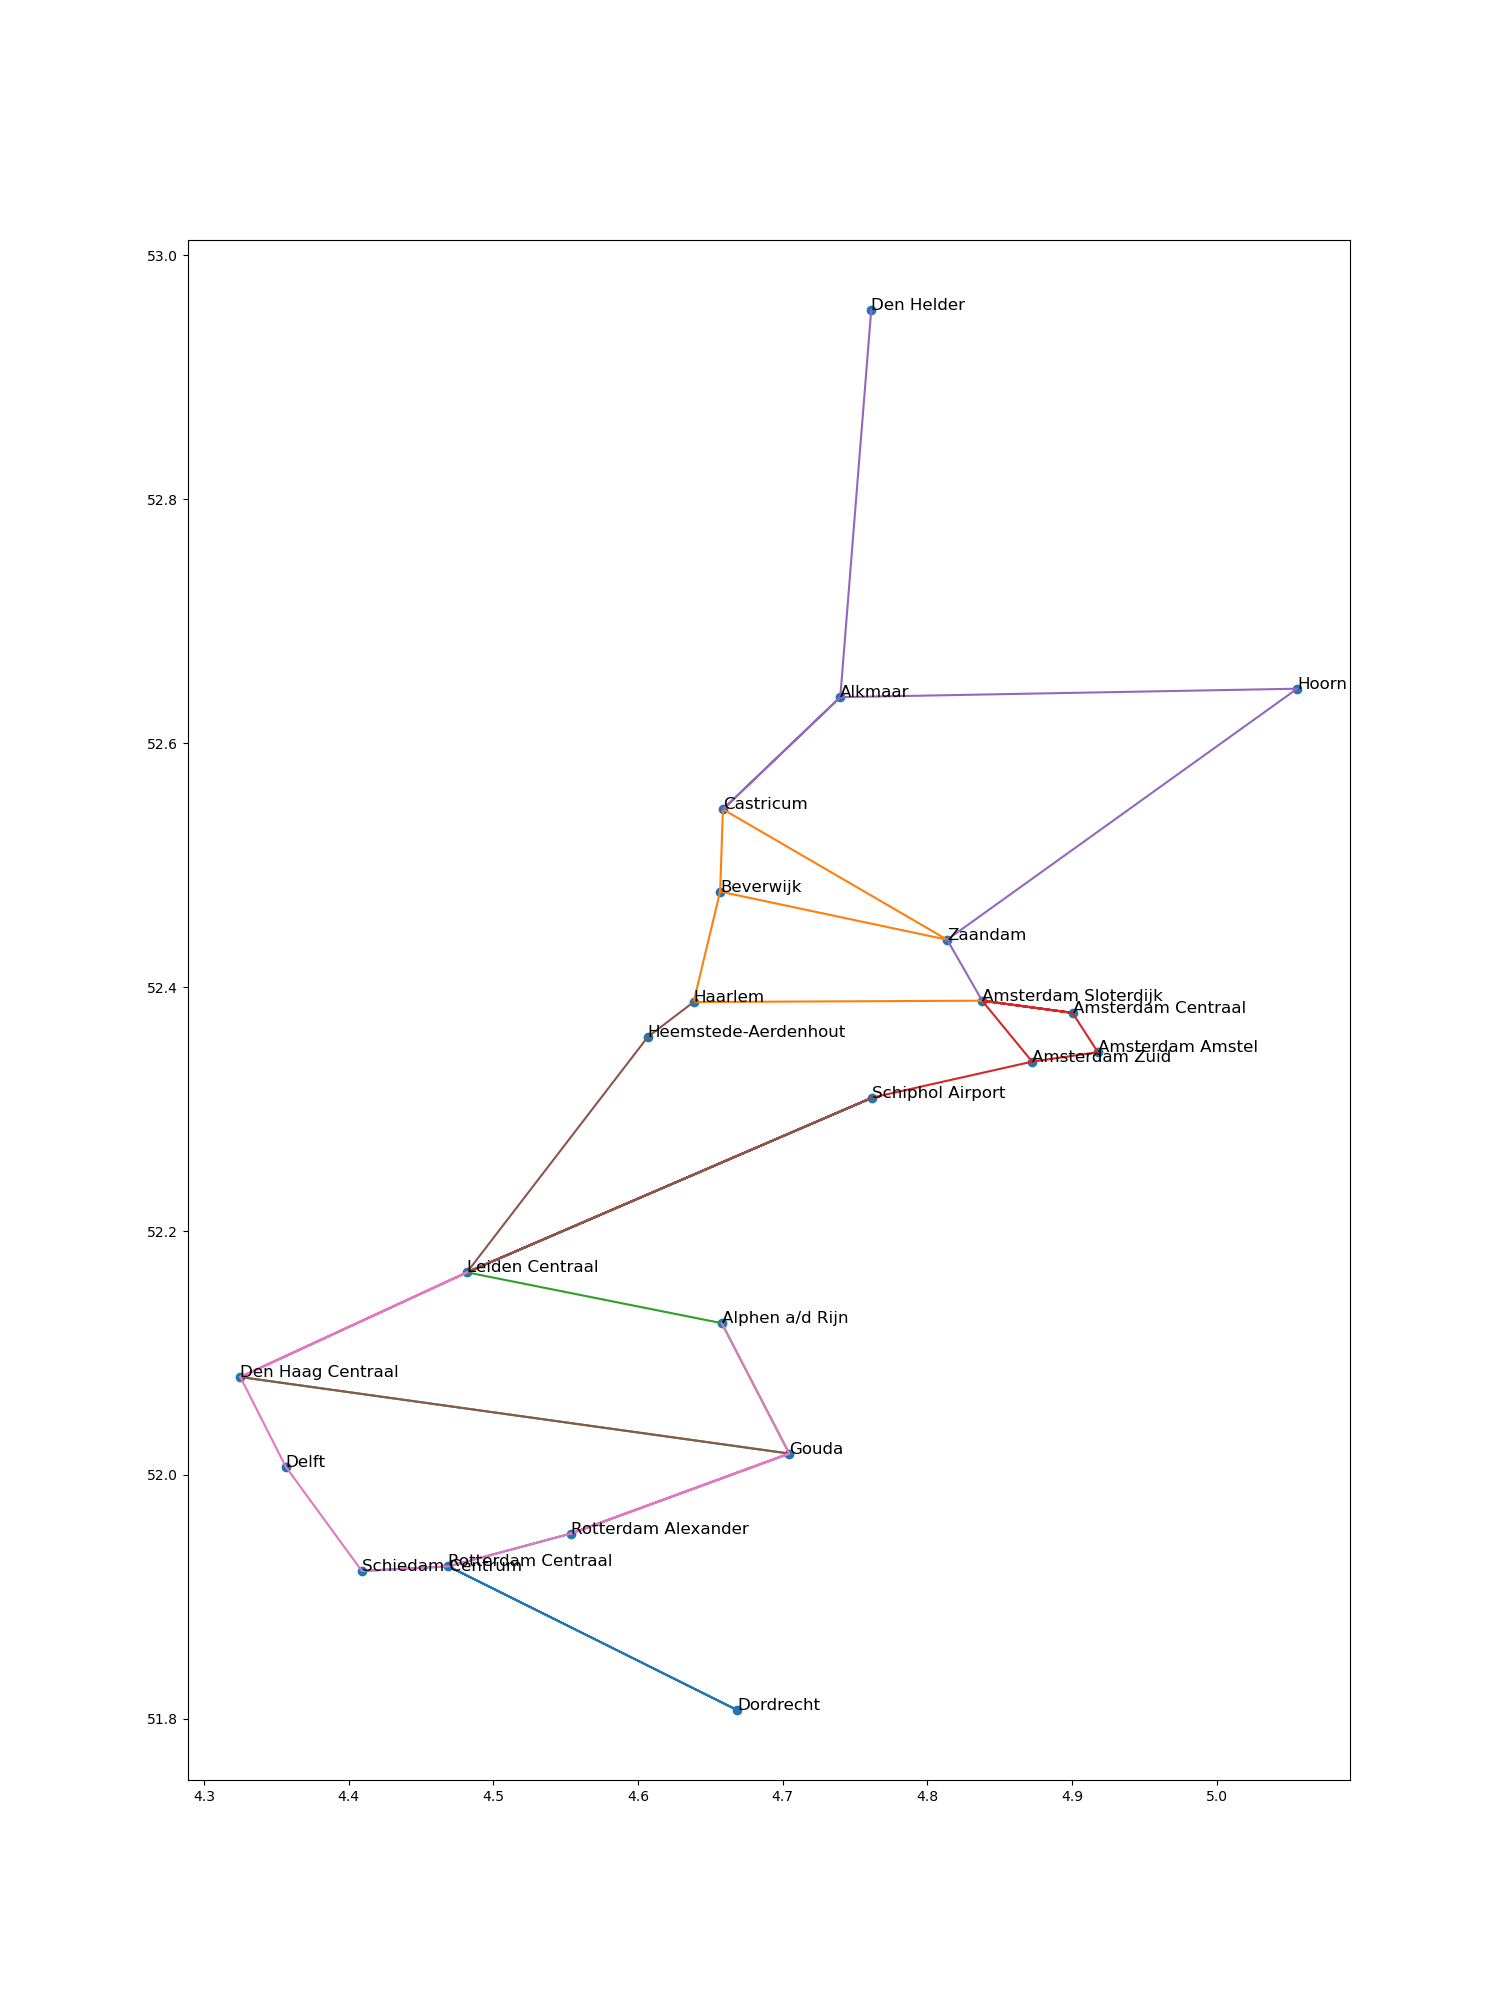 53.0
Den Helder
52.8
Hoorn
Alkmaar
52.6
Castricum
Beverwijk
Zaandam
52.4
Haarlem
Amsterdam Sloterdijk
Amsterdam Centraal
Heemstede-Aerdenhout
Amsterdam Amstel
Amsterdam Zuid
Schiphol Airport
52.2
Leiden Centraal
Alphen a/d Rijn
Den Haag Centraal
Gouda
Delft
52.0
Rotterdam Alexander
Rotterdam Centraal
Schiedam Centrum
Dordrecht
51.8
4.3 4.4 4.5 4.6 4.7 4.8 4.9 5.0